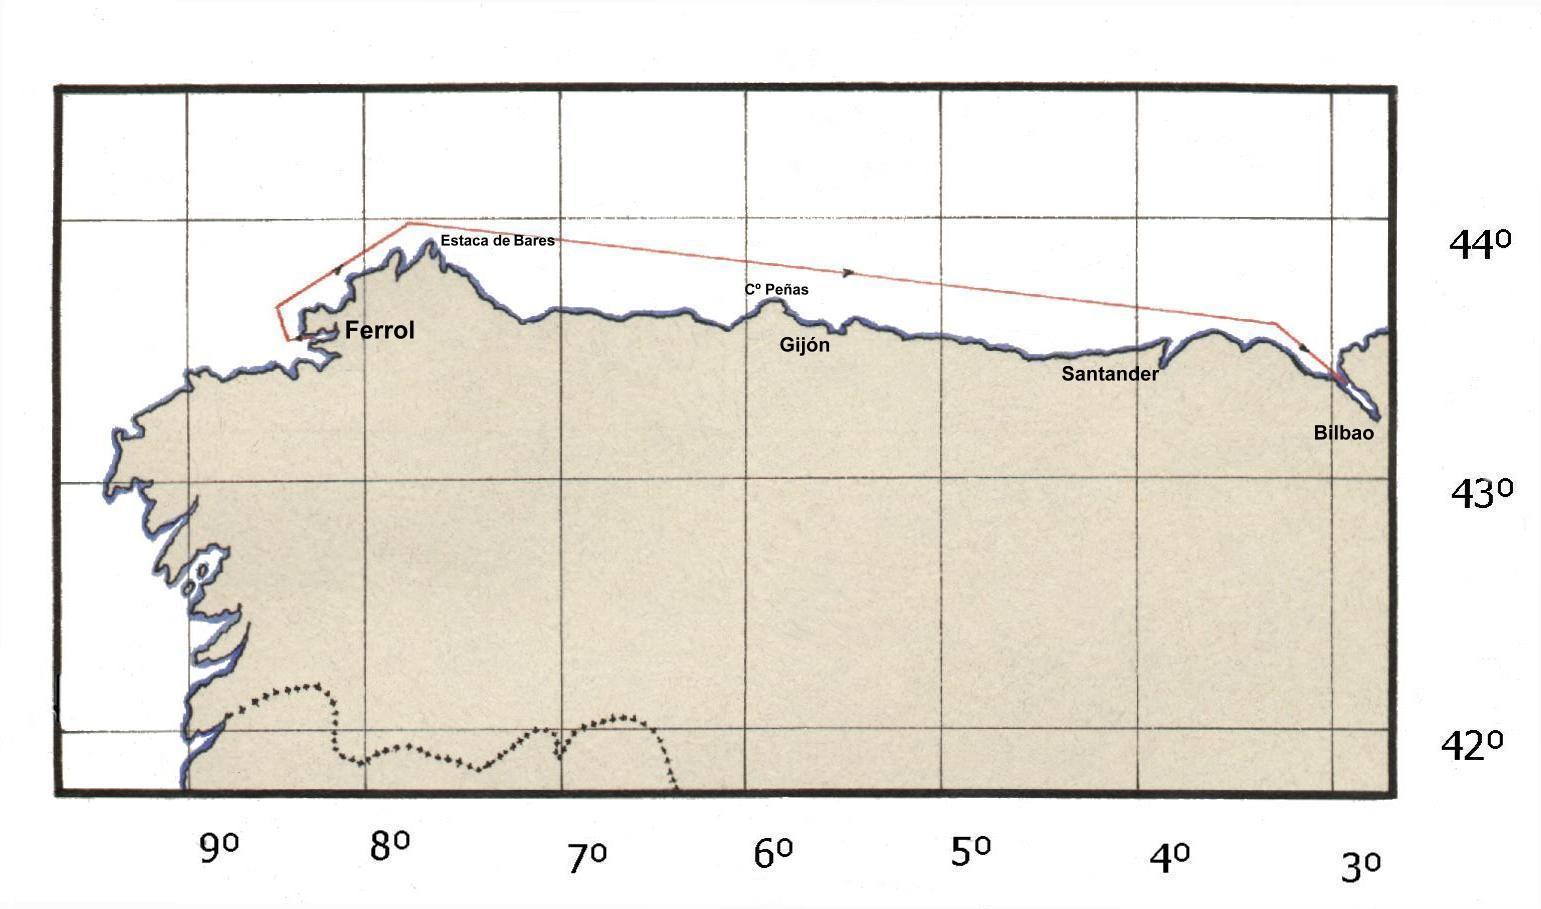 44º
Estaca de Bares
Cº Peñas
Ferrol
Gijón
Santander
Bilbao
43º
42º
9º
8º
7º
6º
5º
4º
3º